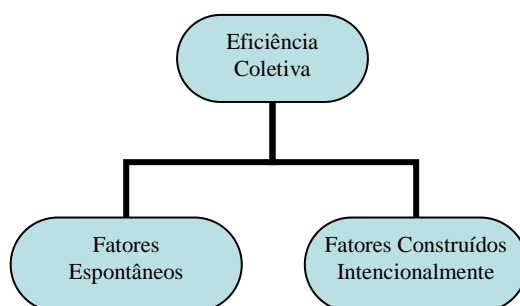 Eficiência
Coletiva
Fatores
Espontâneos
Fatores Construídos
Intencionalmente